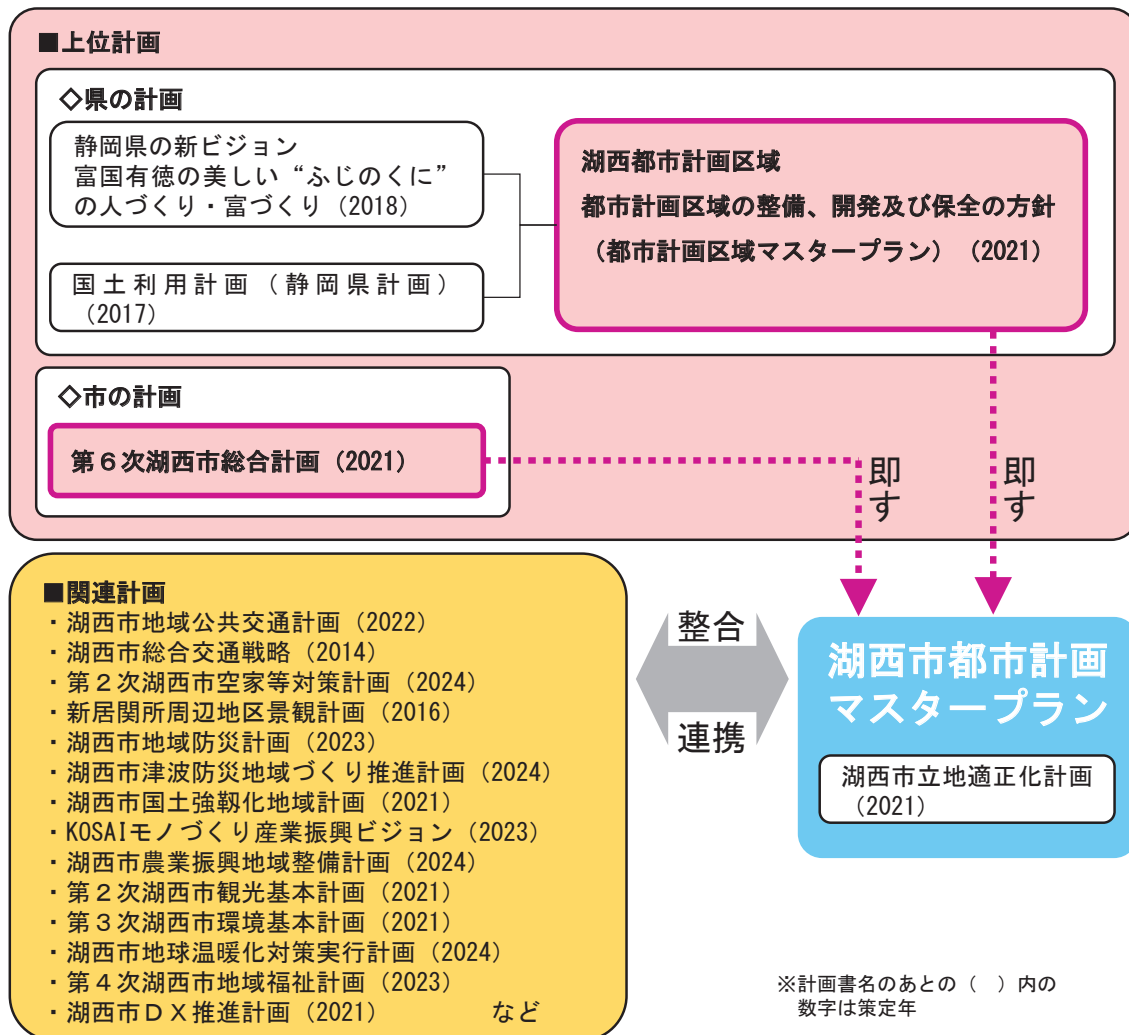 ■上位計画
◇県の計画
静岡県の新ビジョン
富国有徳の美しい“ふじのくに”
の人づくり・富づくり（2018）
国土利用計画（静岡県計画）
（2017）
湖西都市計画区域
都市計画区域の整備、開発及び保全の方針
（都市計画区域マスタープラン）（2021）
◇市の計画
第６次湖西市総合計画（2021）
即す
即す
■関連計画
・湖西市地域公共交通計画（2022）
・湖西市総合交通戦略（2014）
・第２次湖西市空家等対策計画（2024）
・新居関所周辺地区景観計画（2016）
・湖西市地域防災計画（2023）
・湖西市津波防災地域づくり推進計画（2024）
・湖西市国土強靱化地域計画（2021）
・KOSAIモノづくり産業振興ビジョン（2023）
・湖西市農業振興地域整備計画（2024）
・第２次湖西市観光基本計画（2021）
・第３次湖西市環境基本計画（2021）
・湖西市地球温暖化対策実行計画（2024）
・第４次湖西市地域福祉計画（2023）
・湖西市ＤＸ推進計画（2021）　　　　など
整合
連携
湖西市都市計画
マスタープラン
湖西市立地適正化計画
（2021）
※計画書名のあとの（　）内の
数字は策定年